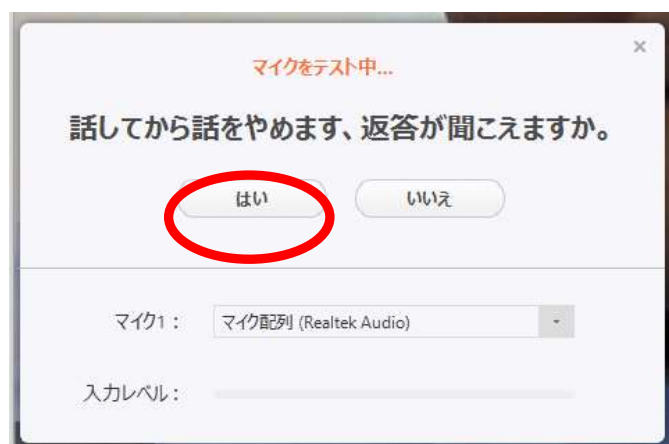 マイクをテスト中...
話してから話をやめます、返答が聞こえますか。
はい いいえ
マイク1： マイク配列 (Realtek Audio)
入力レベル：